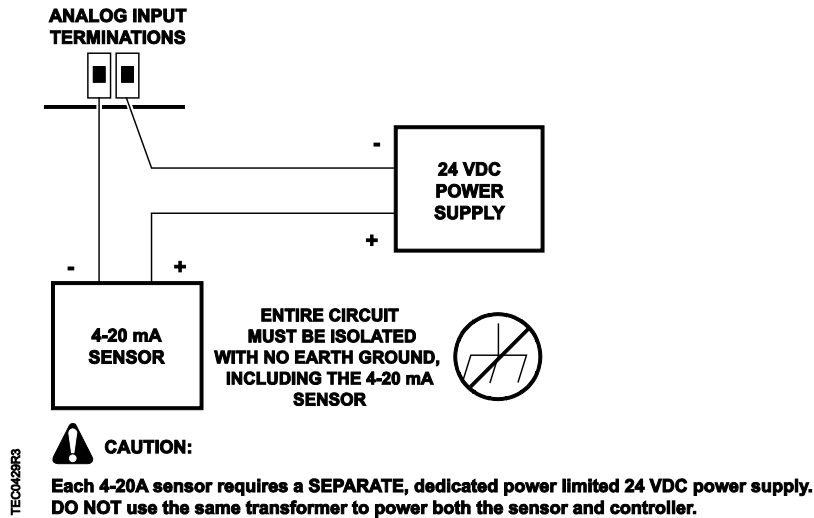 ANALOG INPUT
TERMINATIONS
-
24 VDC
POWER
SUPPLY
+
-
+
4-20 mA
SENSOR
ENTIRE CIRCUIT
MUST BE ISOLATED
WITH NO EARTH GROUND,
INCLUDING THE 4-20 mA
SENSOR
!
CAUTION:
TEC0429R3
Each 4-20A sensor requires a SEPARATE, dedicated power limited 24 VDC power supply.
DO NOT use the same transformer to power both the sensor and controller.